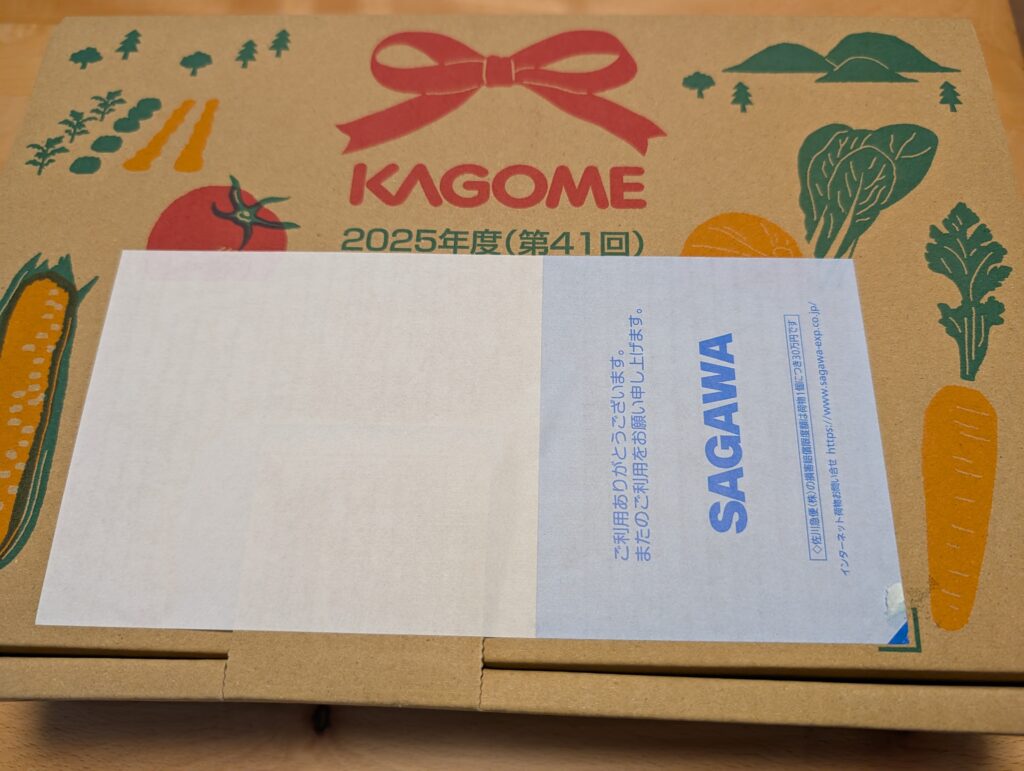 KAGOME
2025年度(第41回)
ご利用ありがとうございます。
またのご利用をお願い申し上げます。
SAGAWA
◇佐川急便(株)の損害賠償限度額は荷物1個につき30万円です
インターネット荷物お問い合せ https://www.sagawa-exp.co.jp/